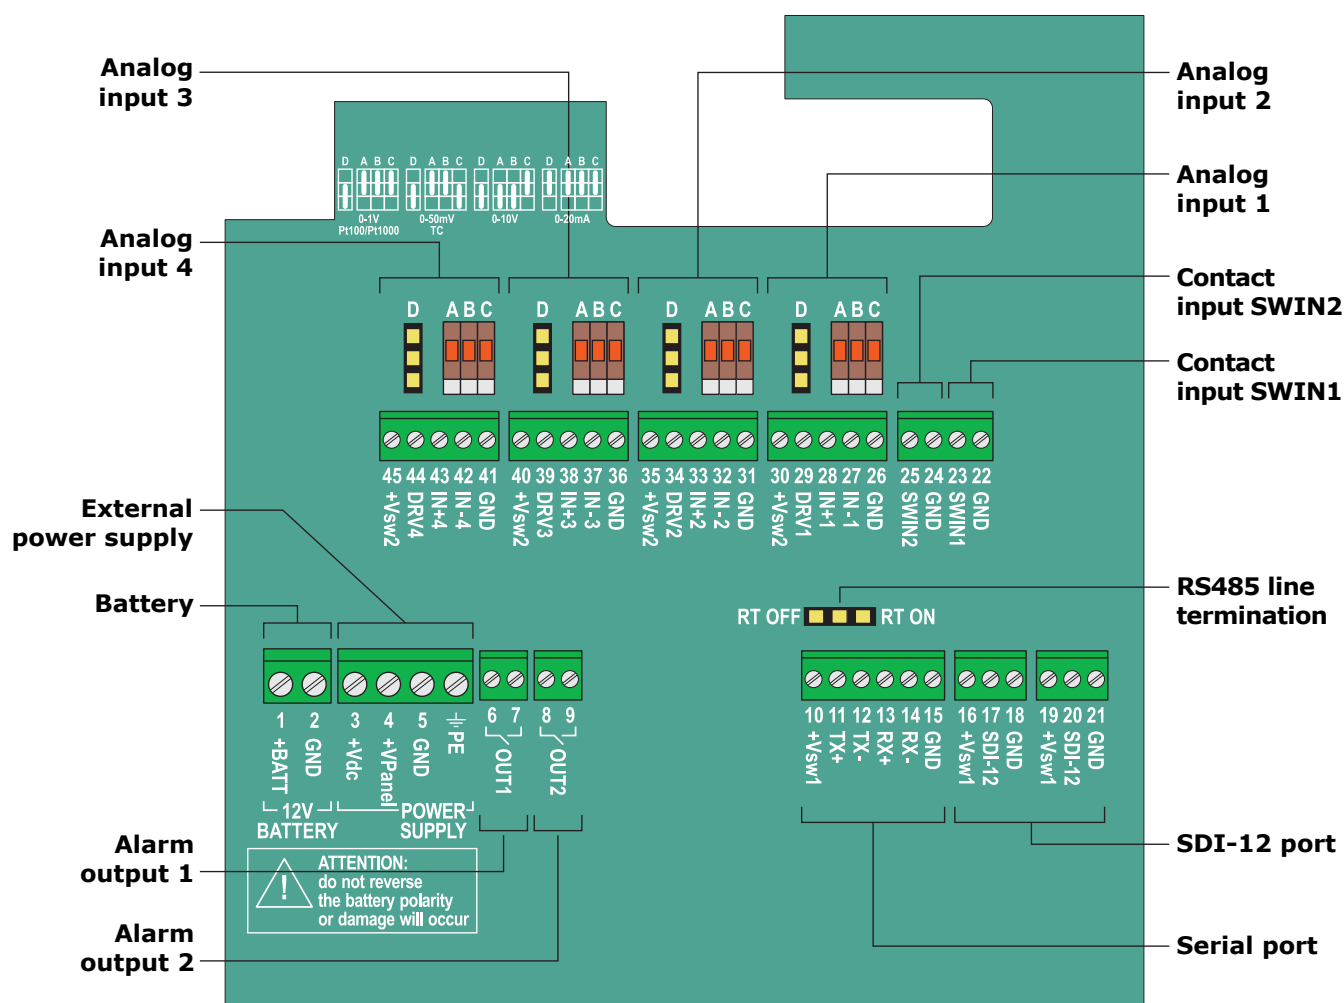 Analog
input 3
Analog
input 2
Analog
input 1
Analog
input 4
Contact
input SWIN2
Contact
input SWIN1
D A B C
0-1V
Pt100/Pt1000
D A B C
0-50mV
TC
D A B C
0-10V
D A B C
0-20mA
D A B C
D A B C
D A B C
D A B C
45 44 43 42 41
+Vsw2 DRV4 IN+4 IN-4 GND
40 39 38 37 36
+Vsw2 DRV3 IN+3 IN-3 GND
35 34 33 32 31
+Vsw2 DRV2 IN+2 IN-2 GND
30 29 28 27 26
+Vsw2 DRV1 IN+1 IN-1 GND
25 24 23 22
SWIN2 GND SWIN1 GND
External
power supply
Battery
RS485 line
termination
RT OFF RT ON
1 2 3 4 5
+BATT GND +Vdc +VPanel GND PE
12V
BATTERY
POWER
SUPPLY
6 7
OUT1
8 9
OUT2
10 11 12 13 14 15
+Vsw1 TX+ TX- RX+ RX- GND
16 17 18
+Vsw1 SDI-12 GND
19 20 21
+Vsw1 SDI-12 GND
Alarm
output 1
ATTENTION:
do not reverse
the battery polarity
or damage will occur
!
Alarm
output 2
SDI-12 port
Serial port